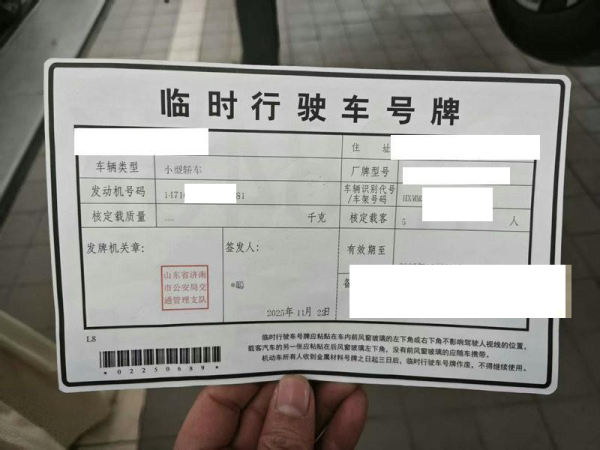 临时行驶车号牌
住 址
车辆类型 小型轿车 厂牌型号
发动机号码 1471 81 车辆识别代号/车架号码
核定载质量 千克 核定载客 5 人
发牌机关章: 签发人: 有效期至
山东省济南
市公安局交
通管理支队
2025年 11月 22日
L8
*02250689*
临时行驶车号牌应粘贴在车内前风窗玻璃的左下角或右下角不影响驾驶人视线的位置,
载客汽车的另一张应粘贴在后风窗玻璃左下角, 没有前风窗玻璃的应随车携带,
机动车所有人收到金属材料号牌之日起三日后, 临时行驶车号牌作废, 不得继续使用。